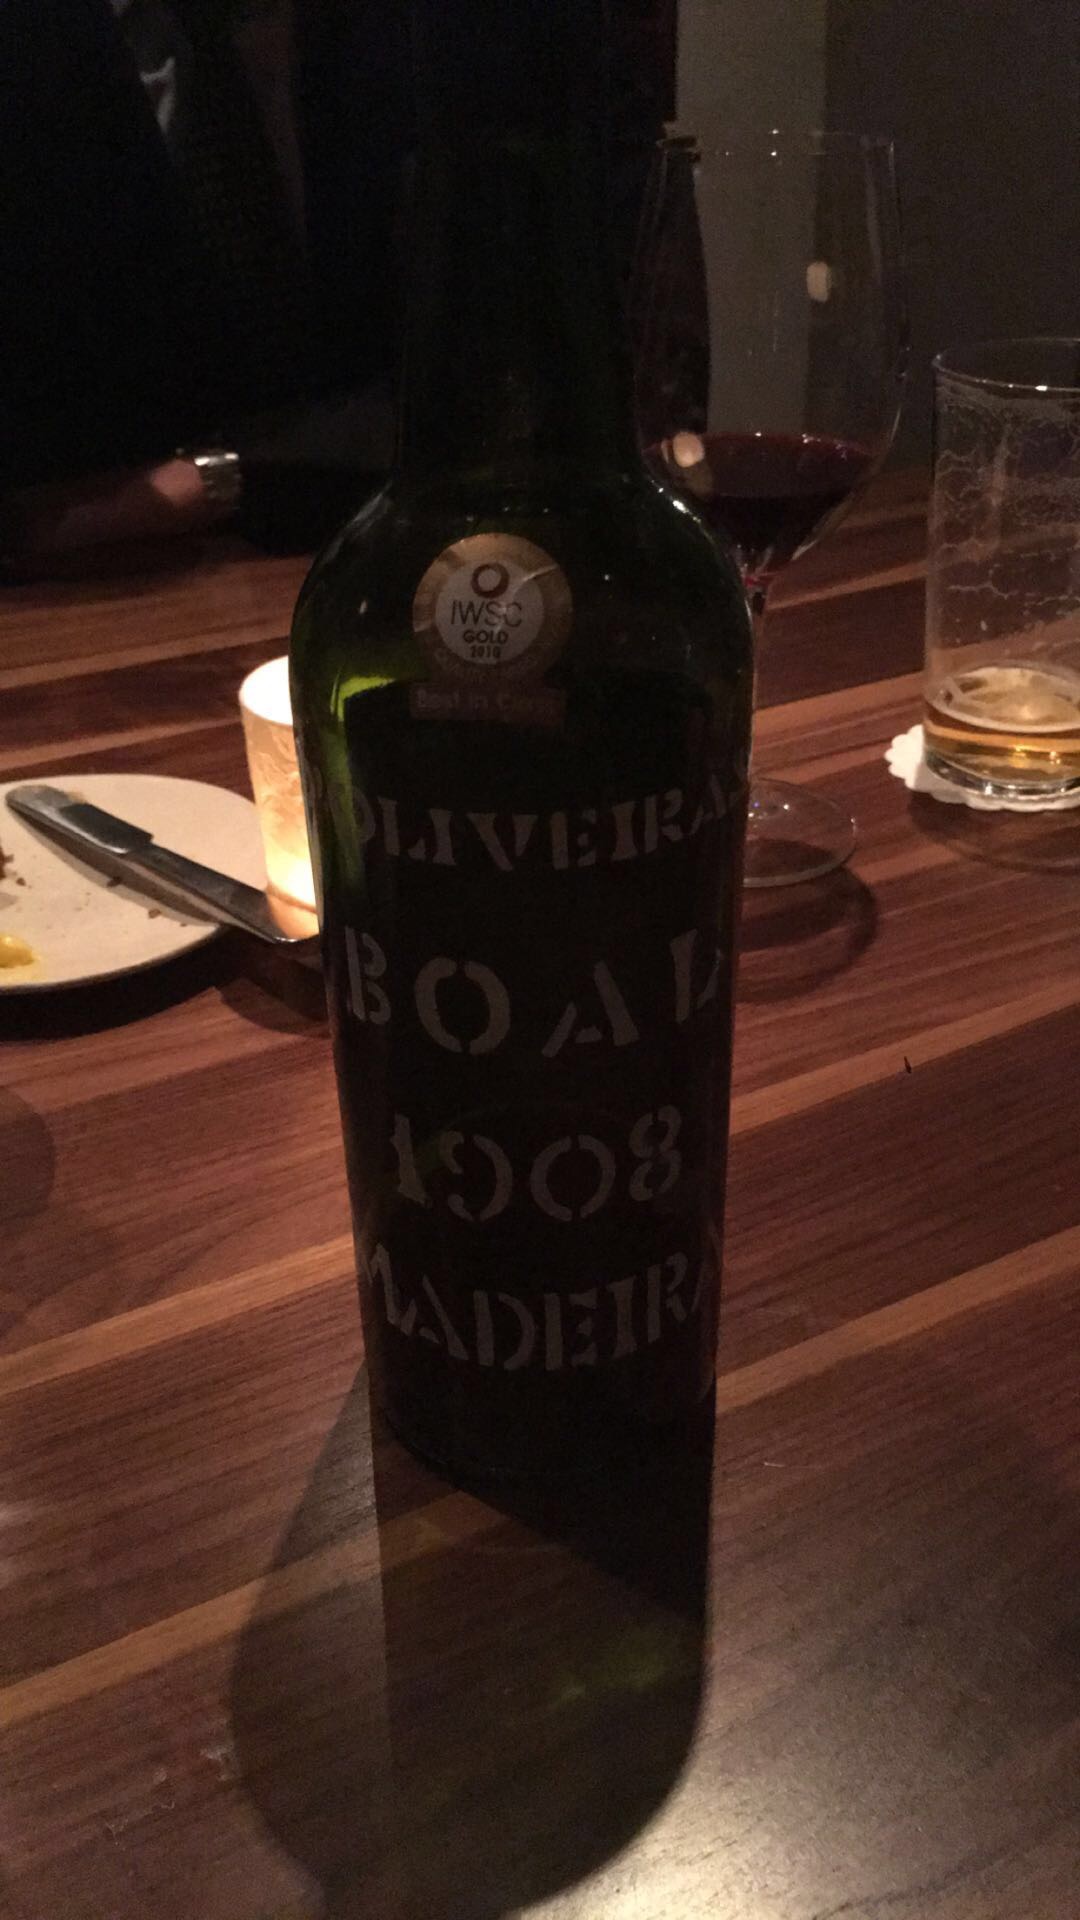 IWSC
GOLD
2010
Best in Class
OLIVEIRAS
BOAL
1908
MADEIRA